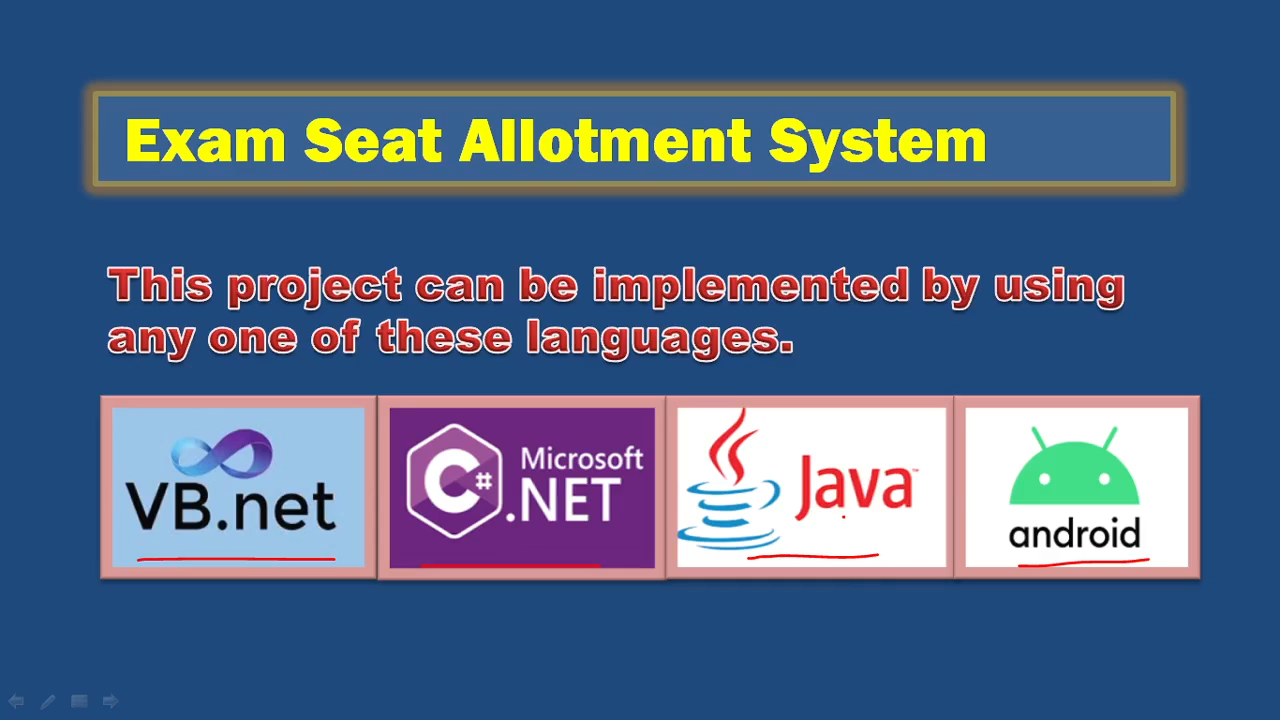 Exam Seat Allotment System
This project can be implemented by using
any one of these languages.
VB.net
C# Microsoft .NET
Java™
android